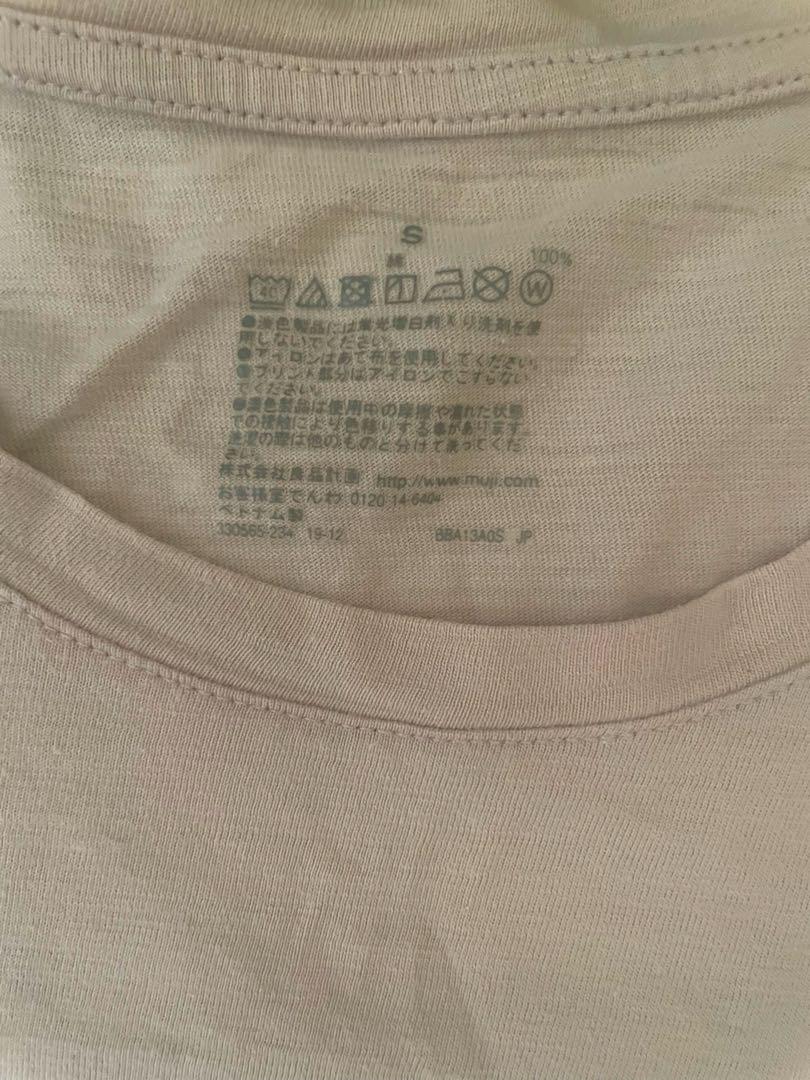 S
綿 100%
40
W
●淡色製品には蛍光増白剤入り洗剤を使
用しないでください。
●アイロンはあて布を使用してください。
●プリント部分はアイロンでこすらない
でください。
●濃色製品は使用中の摩擦や濡れた状態
での接触により色移りする事があります。
洗濯の際は他のものと分けて洗ってくだ
さい。
株式会社良品計画 http://www.muji.com
お客様室でんわ 0120 14 6404
ベトナム製
330565-234 19-12 BBA13A0S JP